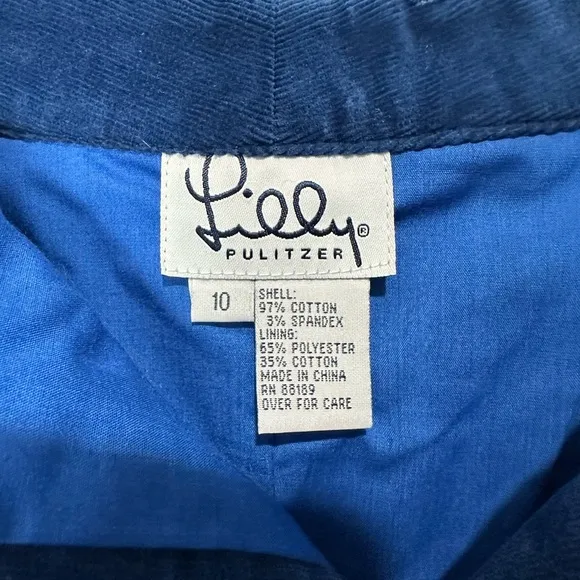 Lilly®
PULITZER
10
SHELL:
97% COTTON
3% SPANDEX
LINING:
65% POLYESTER
35% COTTON
MADE IN CHINA
RN 88189
OVER FOR CARE